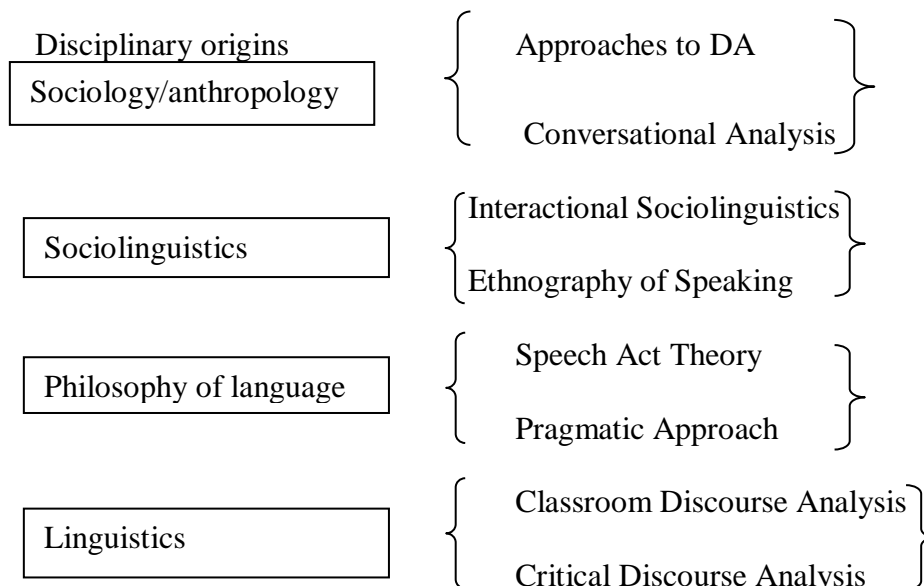 Disciplinary origins
Approaches to DA
Sociology/anthropology
Conversational Analysis
Interactional Sociolinguistics
Sociolinguistics
Ethnography of Speaking
Speech Act Theory
Philosophy of language
Pragmatic Approach
Classroom Discourse Analysis
Linguistics
Critical Discourse Analysis